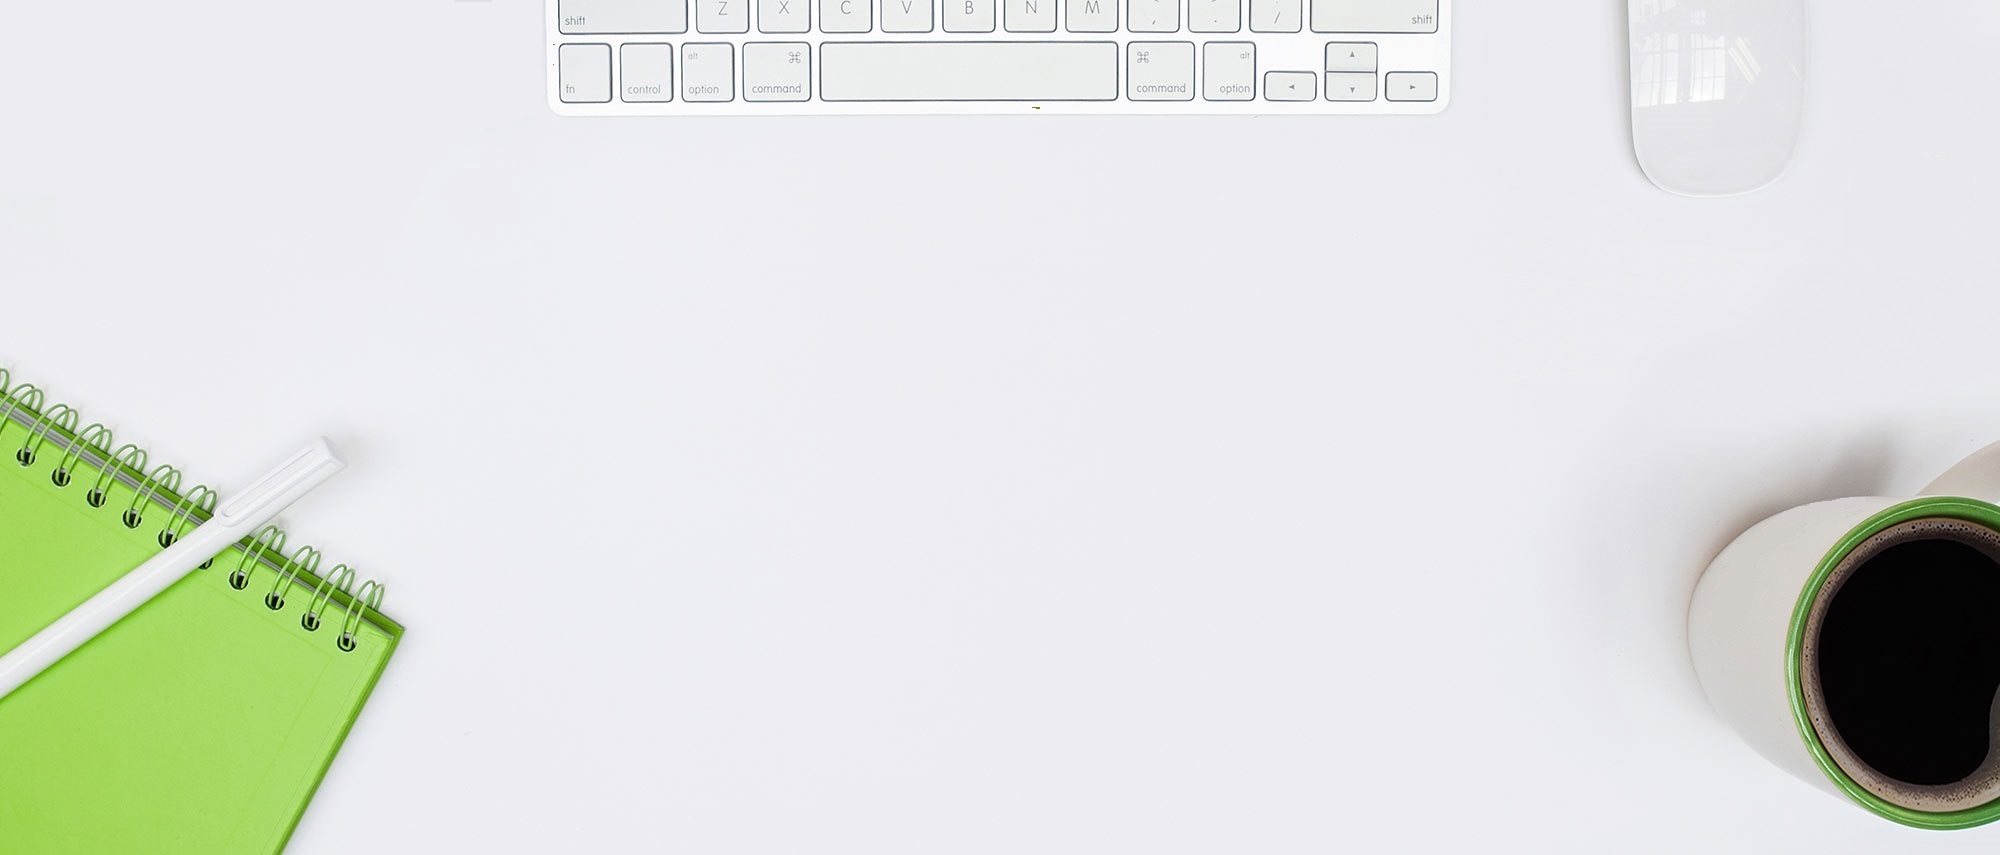 shift Z X C V B N M , . / shift
alt ⌘ ⌘ alt
fn control option command command option